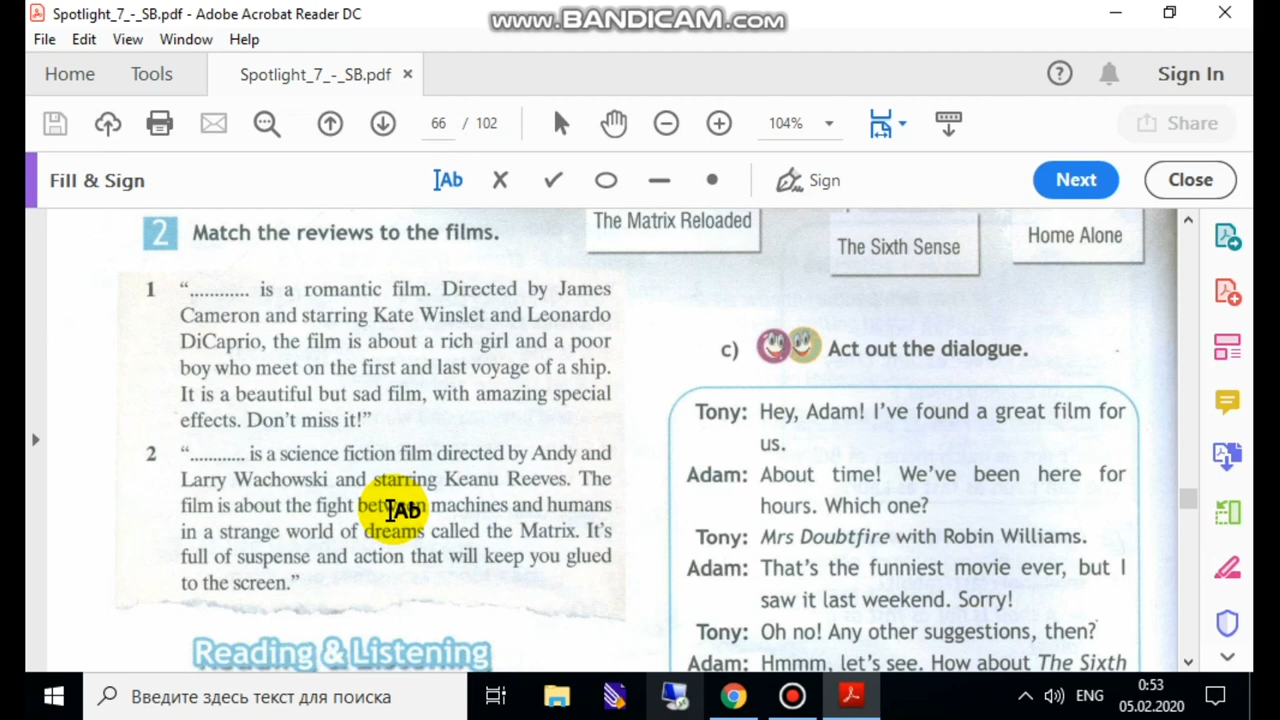 Spotlight_7_-_SB.pdf - Adobe Acrobat Reader DC
www.BANDICAM.com
File Edit View Window Help
Home Tools Spotlight_7_-_SB.pdf × Sign In
66 / 102 104% Share
Fill & Sign Ab Sign Next Close
2 Match the reviews to the films.
The Matrix Reloaded
The Sixth Sense
Home Alone
1 “............ is a romantic film. Directed by James
Cameron and starring Kate Winslet and Leonardo
DiCaprio, the film is about a rich girl and a poor
boy who meet on the first and last voyage of a ship.
It is a beautiful but sad film, with amazing special
effects. Don't miss it!”
2 “............ is a science fiction film directed by Andy and
Larry Wachowski and starring Keanu Reeves. The
film is about the fight between machines and humans
in a strange world of dreams called the Matrix. It's
full of suspense and action that will keep you glued
to the screen.”
Reading & Listening
c) Act out the dialogue.
Tony: Hey, Adam! I've found a great film for
us.
Adam: About time! We've been here for
hours. Which one?
Tony: Mrs Doubtfire with Robin Williams.
Adam: That's the funniest movie ever, but I
saw it last weekend. Sorry!
Tony: Oh no! Any other suggestions, then?
Adam: Hmmm, let's see. How about The Sixth
Введите здесь текст для поиска
ENG
0:53
05.02.2020